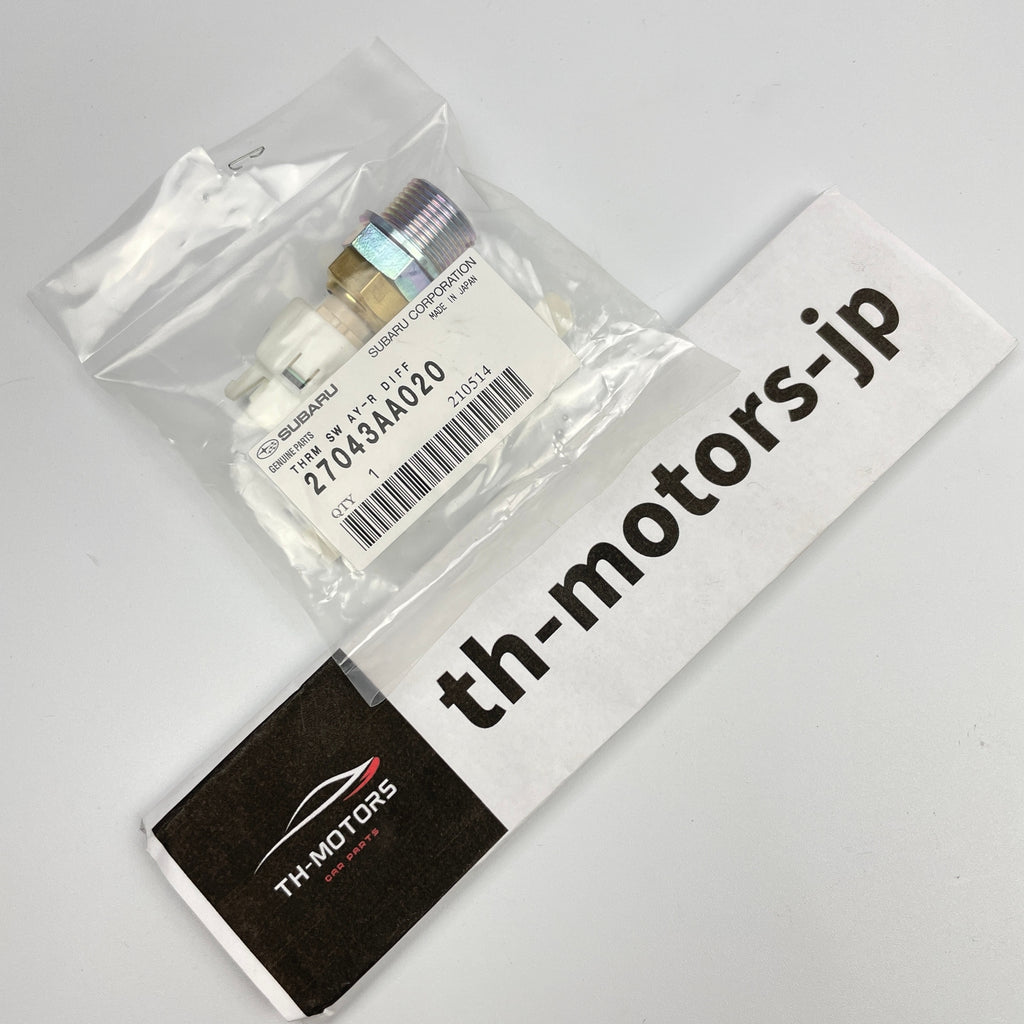 SUBARU CORPORATION
MADE IN JAPAN
SUBARU
GENUINE PARTS
THRM SW AY-R DIFF
27043AA020
QTY 1 210514
th-motors-jp
TH-MOTORS
CAR PARTS